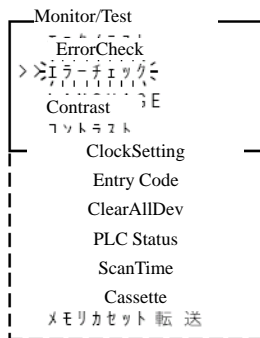 Monitor/Test
ErrorCheck
>>エラーチェック
Contrast GE
コントラスト
ClockSetting
Entry Code
ClearAllDev
PLC Status
ScanTime
Cassette
メモリカセット 転 送